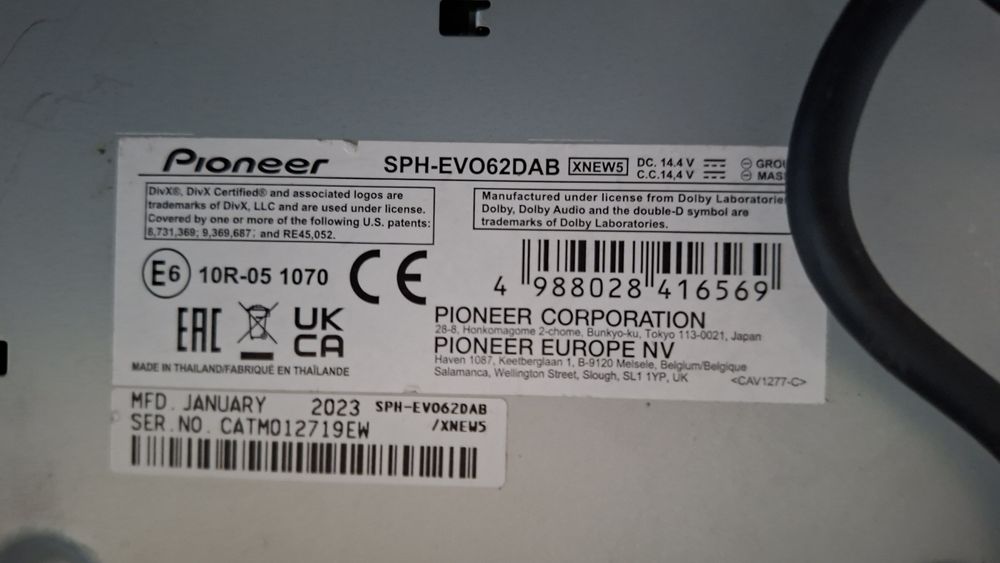 Pioneer SPH-EVO62DAB XNEW5 DC. 14.4 V
C.C.14,4 V
DivX®, DivX Certified® and associated logos are
trademarks of DivX, LLC and are used under license.
Covered by one or more of the following U.S. patents:
8,731,369; 9,369,687; and RE45,052.
Manufactured under license from Dolby
Dolby, Dolby Audio and the double-D symbol are
trademarks of Dolby Laboratories.
E6 10R-05 1070 CE
4 988028 416569
EAC UK
CA
PIONEER CORPORATION
28-8, Honkomagome 2-chome, Bunkyo-ku, Tokyo 113-0021, Japan
PIONEER EUROPE NV
Haven 1087, Keetberglaan 1, B-9120 Melsele, Belgium/Belgique
Salamanca, Wellington Street, Slough, SL1 1YP, UK <CAV1277-C>
MADE IN THAILAND/FABRIQUÉ EN THAÏLANDE
MFD. JANUARY 2023 SPH-EVO62DAB
/XNEW5
SER.NO. CATM012719EW